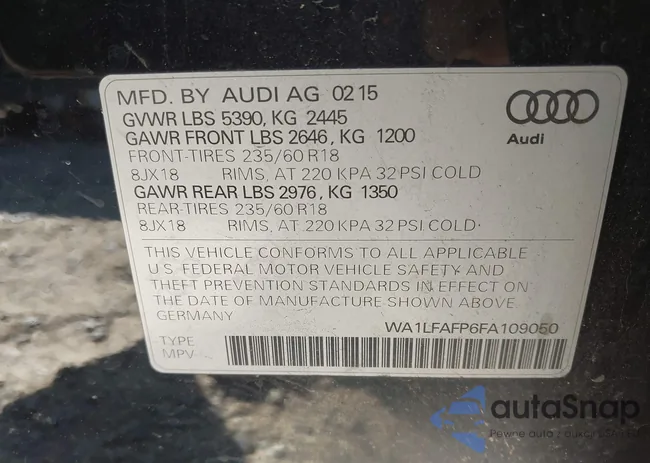 MFD. BY AUDI AG 02 15
GVWR LBS 5390, KG 2445
GAWR FRONT LBS 2646, KG 1200
FRONT-TIRES 235/60 R18
8JX18 RIMS, AT 220 KPA 32 PSI COLD
GAWR REAR LBS 2976, KG 1350
REAR-TIRES 235/60 R18
8JX18 RIMS, AT 220 KPA 32 PSI COLD
Audi
THIS VEHICLE CONFORMS TO ALL APPLICABLE
U.S. FEDERAL MOTOR VEHICLE SAFETY AND
THEFT PREVENTION STANDARDS IN EFFECT ON
THE DATE OF MANUFACTURE SHOWN ABOVE
GERMANY
WA1LFAFP6FA109050
TYPE
MPV
autaSnap
Pewne auta